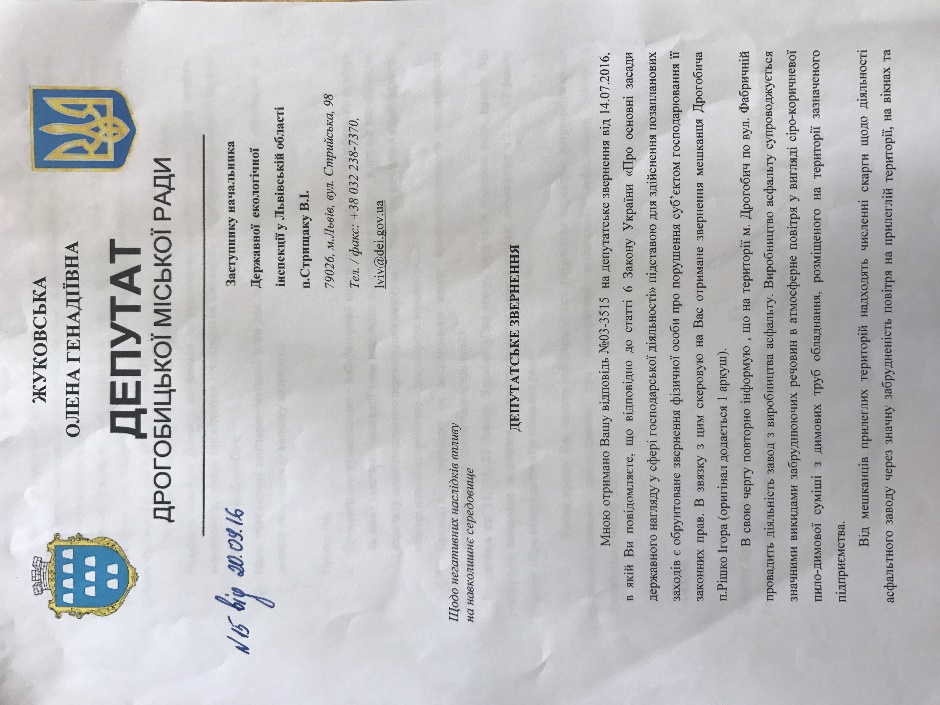 ЖУКОВСЬКА
ОЛЕНА ГЕНАДІЇВНА
ДЕПУТАТ
ДРОГОБИЦЬКОЇ МІСЬКОЇ РАДИ
N 15 від 20.09.16
Заступнику начальника
Державної екологічної
інспекції у Львівській області
п.Стрищаку В.І.
79026, м.Львів, вул. Стрийська, 98
Тел. / факс: +38 032 238-7370,
lviv@dei.gov.ua
Щодо негативних наслідків впливу
на навколишнє середовище
ДЕПУТАТСЬКЕ ЗВЕРНЕННЯ
Мною отримано Вашу відповідь №03-3515 на депутатське звернення від 14.07.2016,
в якій Ви повідомляєте, що відповідно до статті 6 Закону України «Про основні засади
державного нагляду у сфері господарської діяльності» підставою для здійснення позапланових
заходів є обрунтоване звернення фізичної особи про порушення суб’єктом господарювання її
законних прав. В звязку з цим скеровую на Вас отримане звернення мешканця Дрогобича
п.Рішко Ігора (оригінал додається 1 аркуш).
В свою чергу повторно інформую , що на території м. Дрогобич по вул. Фабричній
провадить діяльність завод з виробництва асфальту. Виробництво асфальту супроводжується
значними викидами забруднюючих речовин в атмосферне повітря у вигляді сіро-коричневої
пило-димової суміші з димових труб обладнання, розміщеного на території зазначеного
підприємства.
Від мешканців прилеглих територій надходять численні скарги щодо діяльності
асфальтного заводу через значну забрудненість повітря на прилеглій території, на вікнах та